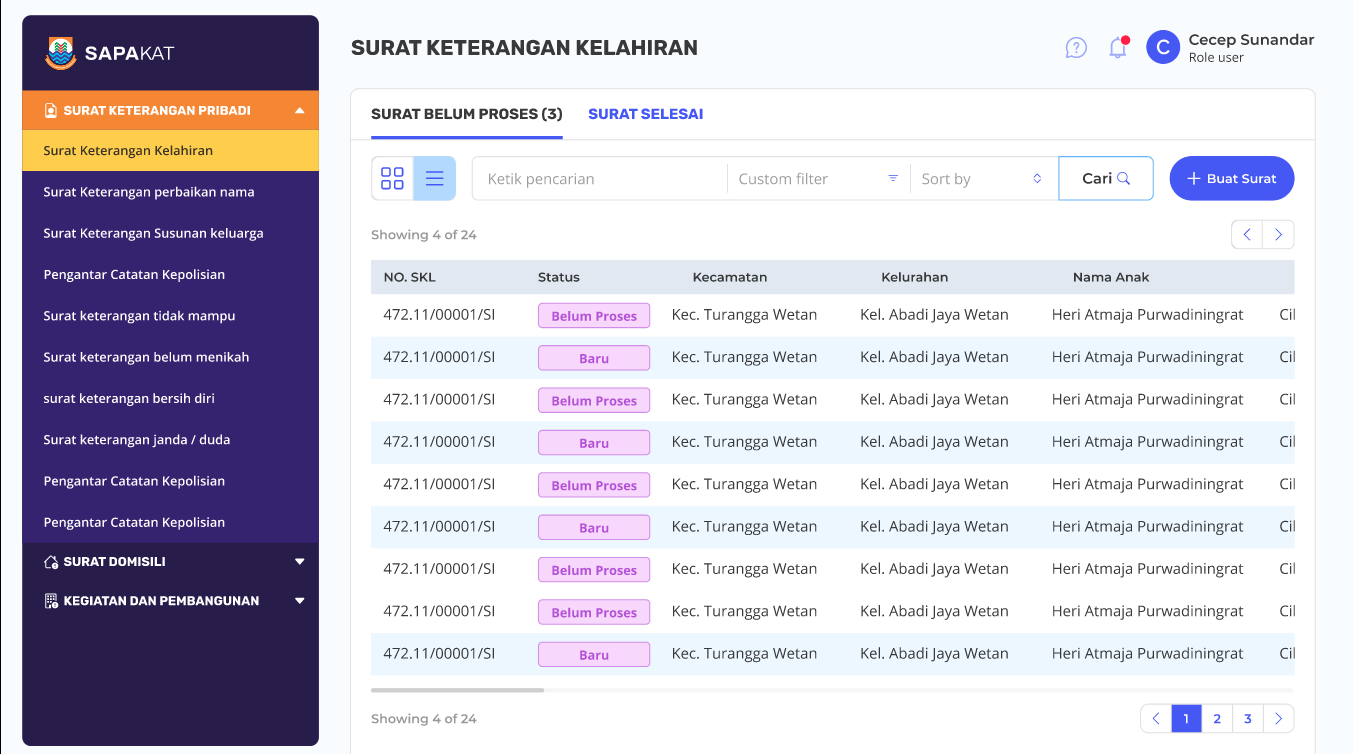 SAPAKAT
SURAT KETERANGAN PRIBADI
Surat Keterangan Kelahiran
Surat Keterangan perbaikan nama
Surat Keterangan Susunan keluarga
Pengantar Catatan Kepolisian
Surat keterangan tidak mampu
Surat keterangan belum menikah
surat keterangan bersih diri
Surat keterangan janda / duda
Pengantar Catatan Kepolisian
Pengantar Catatan Kepolisian
SURAT DOMISILI
KEGIATAN DAN PEMBANGUNAN
SURAT KETERANGAN KELAHIRAN
? C Cecep Sunandar
Role user
SURAT BELUM PROSES (3) SURAT SELESAI
Ketik pencarian Custom filter Sort by Cari + Buat Surat
Showing 4 of 24
NO. SKL Status Kecamatan Kelurahan Nama Anak
472.11/00001/SI Belum Proses Kec. Turangga Wetan Kel. Abadi Jaya Wetan Heri Atmaja Purwadiningrat Cil
472.11/00001/SI Baru Kec. Turangga Wetan Kel. Abadi Jaya Wetan Heri Atmaja Purwadiningrat Cil
472.11/00001/SI Belum Proses Kec. Turangga Wetan Kel. Abadi Jaya Wetan Heri Atmaja Purwadiningrat Cil
472.11/00001/SI Baru Kec. Turangga Wetan Kel. Abadi Jaya Wetan Heri Atmaja Purwadiningrat Cil
472.11/00001/SI Belum Proses Kec. Turangga Wetan Kel. Abadi Jaya Wetan Heri Atmaja Purwadiningrat Cil
472.11/00001/SI Baru Kec. Turangga Wetan Kel. Abadi Jaya Wetan Heri Atmaja Purwadiningrat Cil
472.11/00001/SI Belum Proses Kec. Turangga Wetan Kel. Abadi Jaya Wetan Heri Atmaja Purwadiningrat Cil
472.11/00001/SI Belum Proses Kec. Turangga Wetan Kel. Abadi Jaya Wetan Heri Atmaja Purwadiningrat Cil
472.11/00001/SI Baru Kec. Turangga Wetan Kel. Abadi Jaya Wetan Heri Atmaja Purwadiningrat Cil
Showing 4 of 24 1 2 3